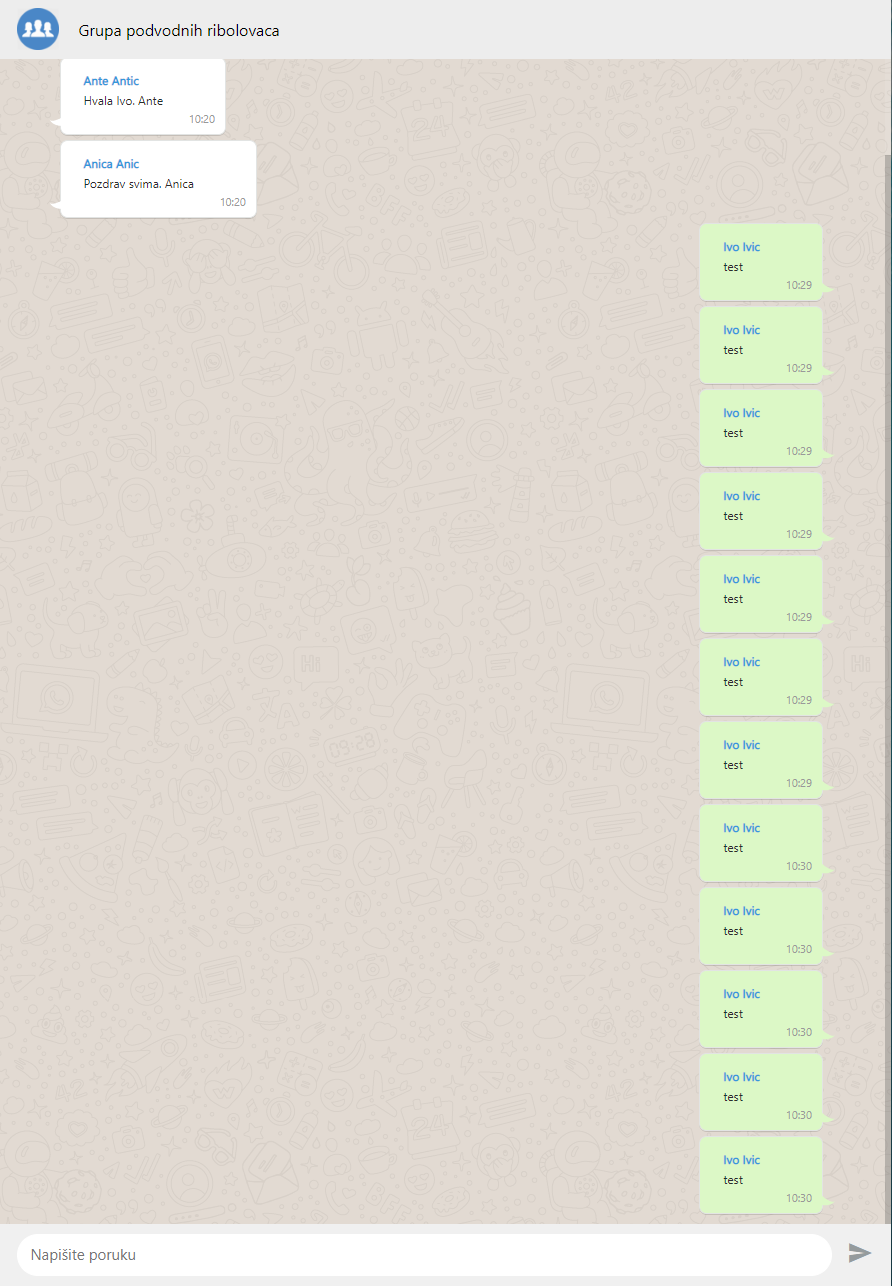 Grupa podvodnih ribolovaca
Ante Antic
Hvala Ivo. Ante
10:20
Anica Anic
Pozdrav svima. Anica
10:20
Ivo Ivic
test
10:29
Ivo Ivic
test
10:29
Ivo Ivic
test
10:29
Ivo Ivic
test
10:29
Ivo Ivic
test
10:29
Ivo Ivic
test
10:29
Ivo Ivic
test
10:29
Ivo Ivic
test
10:30
Ivo Ivic
test
10:30
Ivo Ivic
test
10:30
Ivo Ivic
test
10:30
Ivo Ivic
test
10:30
Napišite poruku